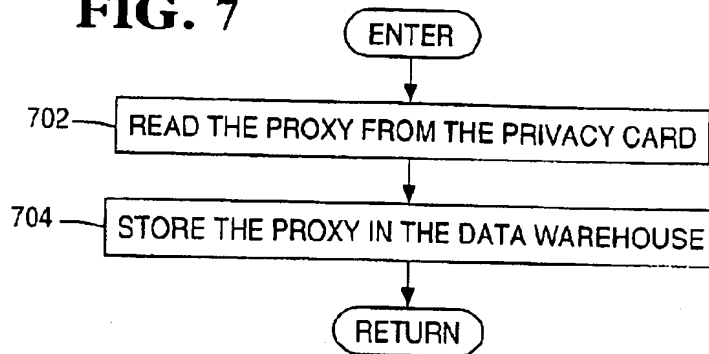 FIG. 7
ENTER
702
READ THE PROXY FROM THE PRIVACY CARD
704
STORE THE PROXY IN THE DATA WAREHOUSE
RETURN